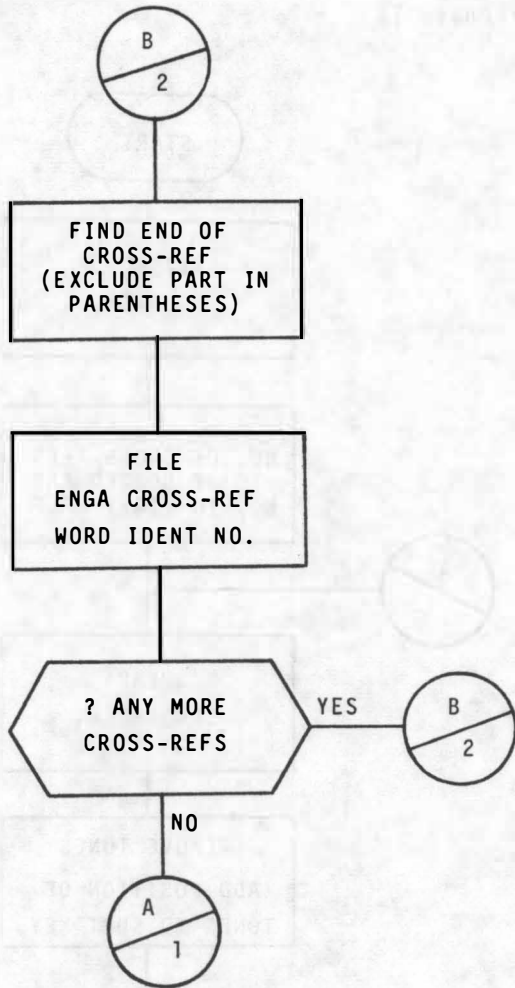 B
2
FIND END OF
CROSS-REF
(EXCLUDE PART IN
PARENTHESES)
FILE
ENGA CROSS-REF
WORD IDENT NO.
? ANY MORE
CROSS-REFS
YES
B
2
NO
A
1
START